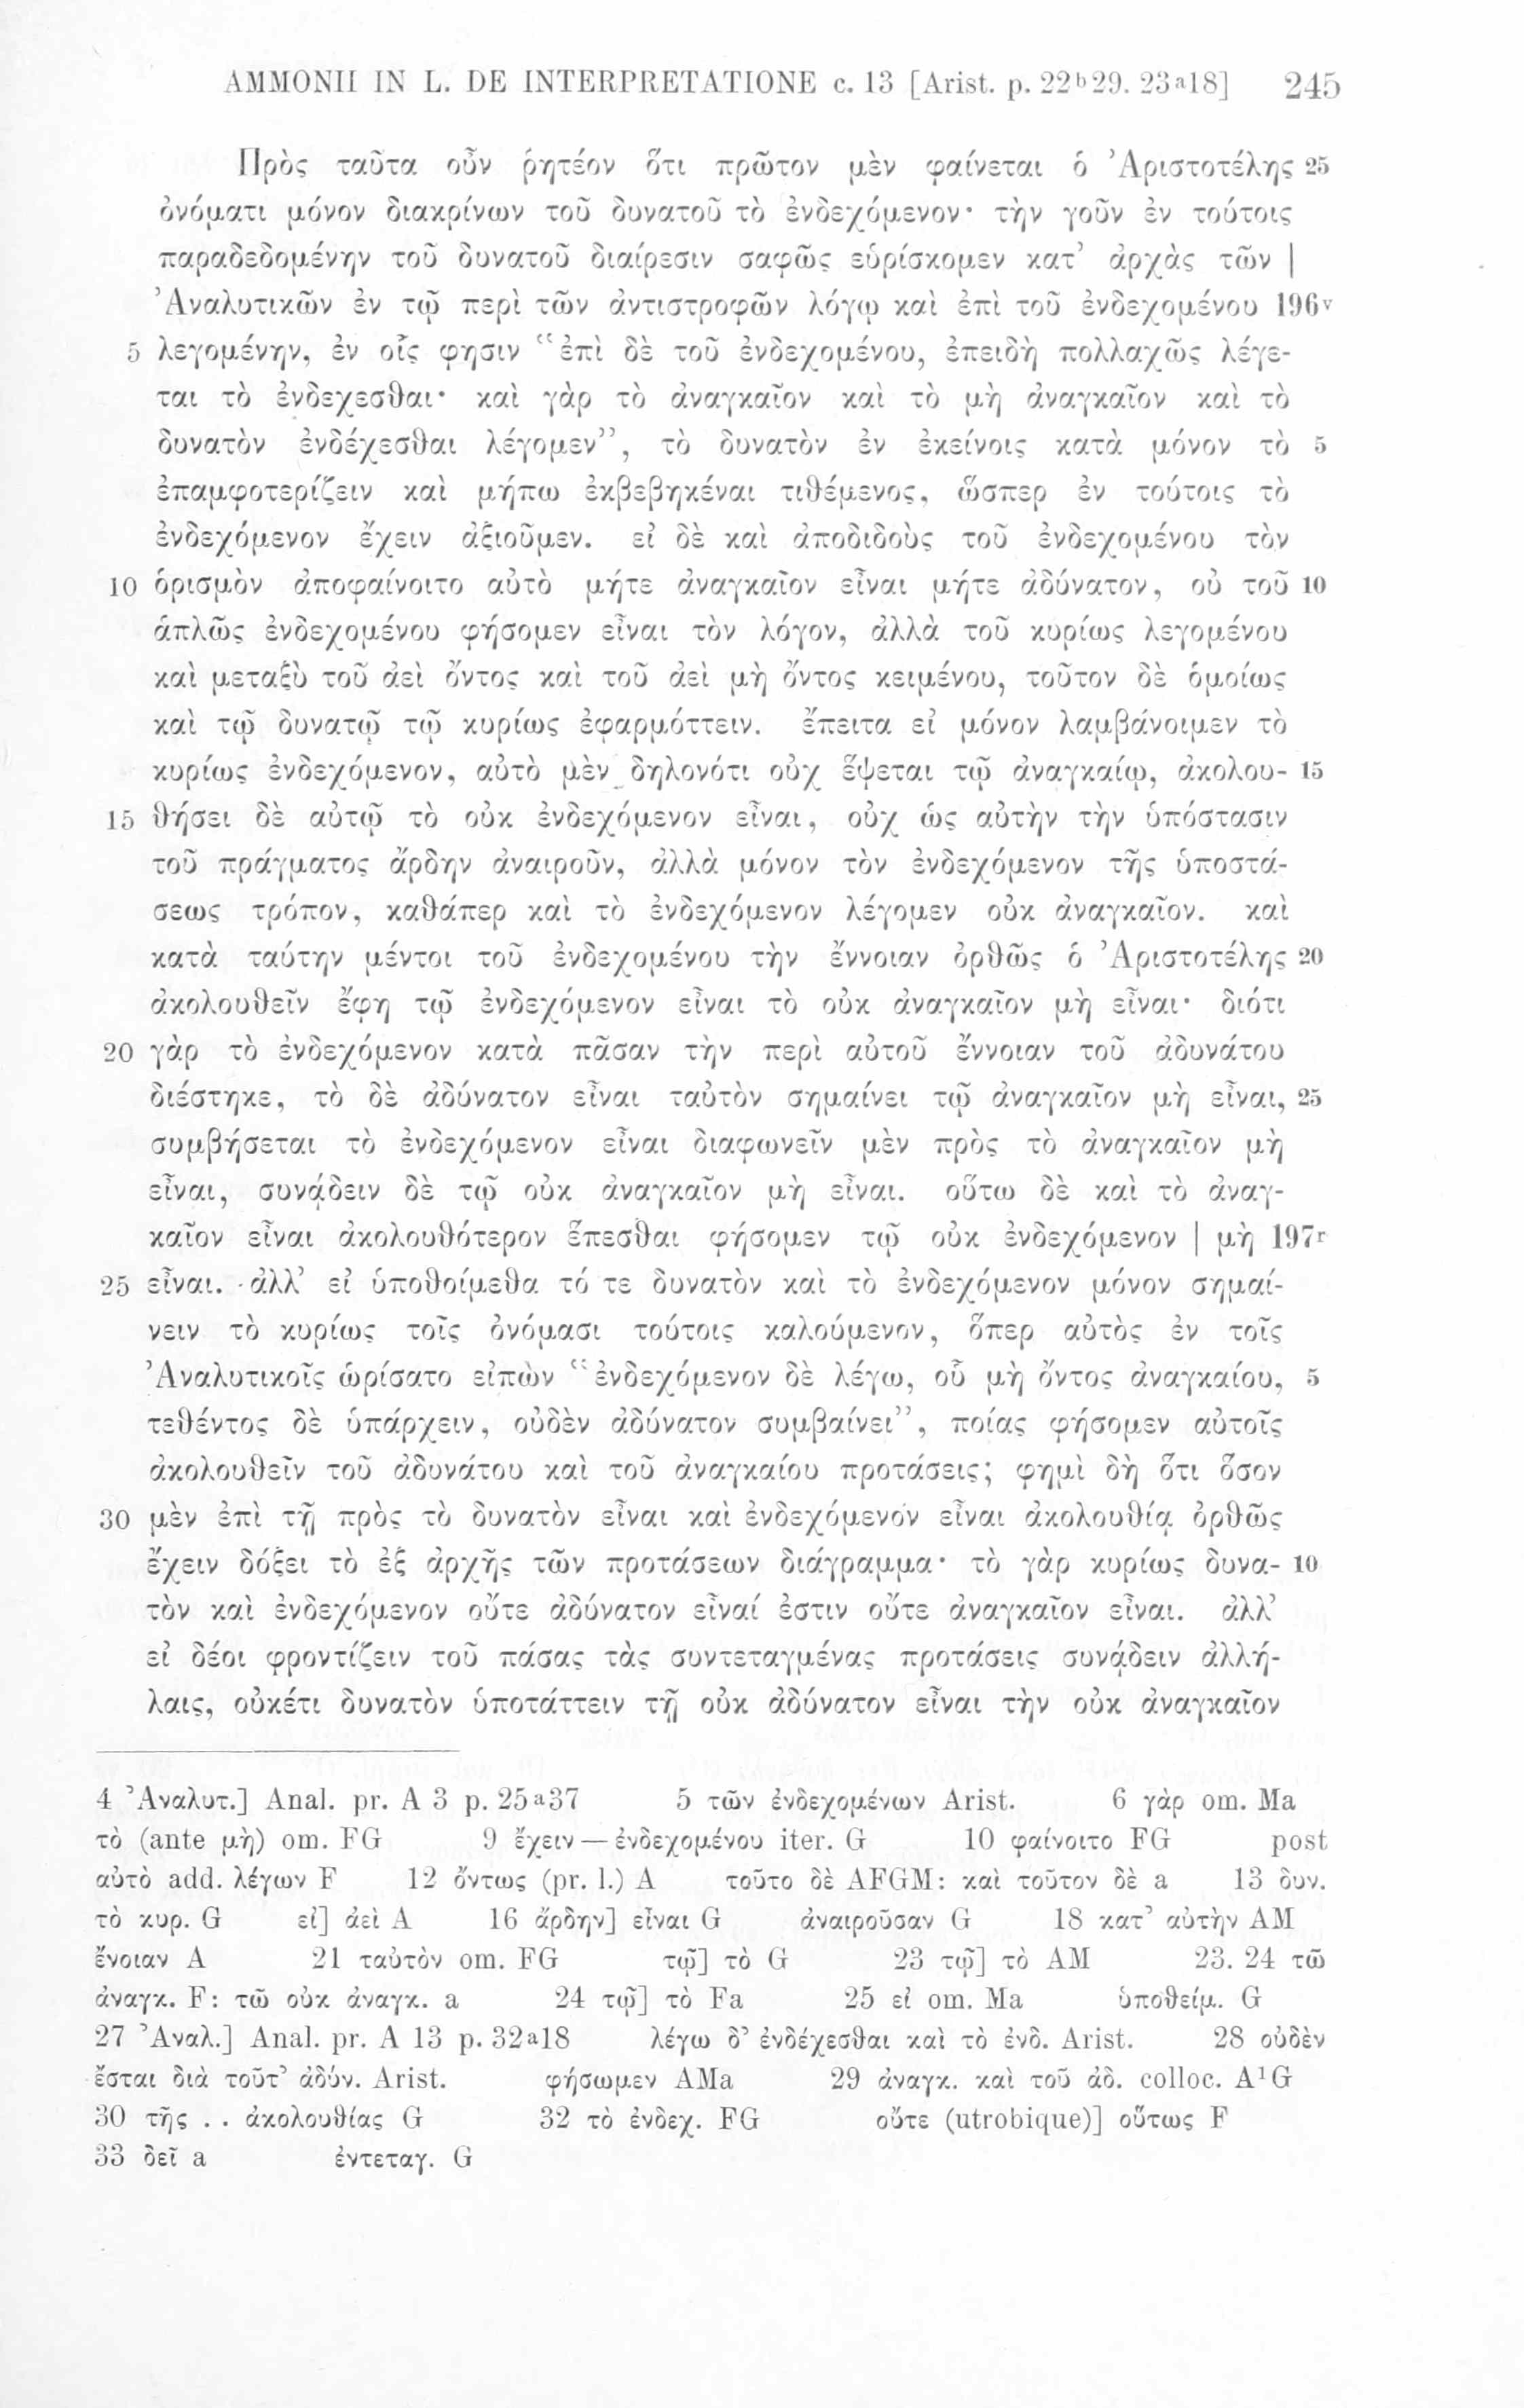 AMMONII IN L. DE INTERPRETATIONE c. 13 [Arist. p. 22ᵇ29. 23ᵃ18] 245
Πρὸς ταῦτα οὖν ῥητέον ὅτι πρῶτον μὲν φαίνεται ὁ Ἀριστοτέλης 25
ὀνόματι μόνον διακρίνων τοῦ δυνατοῦ τὸ ἐνδεχόμενον· τὴν γοῦν ἐν τούτοις
παραδεδομένην τοῦ δυνατοῦ διαίρεσιν σαφῶς εὑρίσκομεν κατ’ ἀρχὰς τῶν |
Ἀναλυτικῶν ἐν τῷ περὶ τῶν ἀντιστροφῶν λόγῳ καὶ ἐπὶ τοῦ ἐνδεχομένου 196ᵛ
5 λεγομένην, ἐν οἷς φησιν “ἐπὶ δὲ τοῦ ἐνδεχομένου, ἐπειδὴ πολλαχῶς λέγε-
ται τὸ ἐνδεχεσθαι· καὶ γὰρ τὸ ἀναγκαῖον καὶ τὸ μὴ ἀναγκαῖον καὶ τὸ
δυνατὸν ἐνδέχεσθαι λέγομεν”, τὸ δυνατὸν ἐν ἐκείνοις κατὰ μόνον τὸ 5
ἐπαμφοτερίζειν καὶ μήπω ἐκβεβηκέναι τιθέμενος, ὥσπερ ἐν τούτοις τὸ
ἐνδεχόμενον ἔχειν ἀξιοῦμεν. εἰ δὲ καὶ ἀποδιδοὺς τοῦ ἐνδεχομένου τὸν
10 ὁρισμὸν ἀποφαίνοιτο αὐτὸ μήτε ἀναγκαῖον εἶναι μήτε ἀδύνατον, οὐ τοῦ 10
ἁπλῶς ἐνδεχομένου φήσομεν εἶναι τὸν λόγον, ἀλλὰ τοῦ κυρίως λεγομένου
καὶ μεταξὺ τοῦ ἀεὶ ὄντος καὶ τοῦ ἀεὶ μὴ ὄντος κειμένου, τοῦτον δὲ ὁμοίως
καὶ τῷ δυνατῷ τῷ κυρίως ἐφαρμόττειν. ἔπειτα εἰ μόνον λαμβάνοιμεν τὸ
κυρίως ἐνδεχόμενον, αὐτὸ μὲν δηλονότι οὐχ ἕψεται τῷ ἀναγκαίῳ, ἀκολου- 15
15 θήσει δὲ αὐτῷ τὸ οὐκ ἐνδεχόμενον εἶναι, οὐχ ὡς αὐτὴν τὴν ὑπόστασιν
τοῦ πράγματος ἄρδην ἀναιροῦν, ἀλλὰ μόνον τὸν ἐνδεχόμενον τῆς ὑποστά-
σεως τρόπον, καθάπερ καὶ τὸ ἐνδεχόμενον λέγομεν οὐκ ἀναγκαῖον. καὶ
κατὰ ταύτην μέντοι τοῦ ἐνδεχομένου τὴν ἔννοιαν ὀρθῶς ὁ Ἀριστοτέλης 20
ἀκολουθεῖν ἔφη τῷ ἐνδεχόμενον εἶναι τὸ οὐκ ἀναγκαῖον μὴ εἶναι· διότι
20 γὰρ τὸ ἐνδεχόμενον κατὰ πᾶσαν τὴν περὶ αὐτοῦ ἔννοιαν τοῦ ἀδυνάτου
διέστηκε, τὸ δὲ ἀδύνατον εἶναι ταὐτὸν σημαίνει τῷ ἀναγκαῖον μὴ εἶναι, 25
συμβήσεται τὸ ἐνδεχόμενον εἶναι διαφωνεῖν μὲν πρὸς τὸ ἀναγκαῖον μὴ
εἶναι, συνᾴδειν δὲ τῷ οὐκ ἀναγκαῖον μὴ εἶναι. οὕτω δὲ καὶ τὸ ἀναγ-
καῖον εἶναι ἀκολουθότερον ἕπεσθαι φήσομεν τῷ οὐκ ἐνδεχόμενον | μὴ 197ʳ
25 εἶναι. ἀλλ’ εἰ ὑποθοίμεθα τό τε δυνατὸν καὶ τὸ ἐνδεχόμενον μόνον σημαί-
νειν τὸ κυρίως τοῖς ὀνόμασι τούτοις καλούμενον, ὅπερ αὐτὸς ἐν τοῖς
Ἀναλυτικοῖς ὡρίσατο εἰπὼν “ἐνδεχόμενον δὲ λέγω, οὗ μὴ ὄντος ἀναγκαίου, 5
τεθέντος δὲ ὑπάρχειν, οὐδὲν ἀδύνατον συμβαίνει”, ποίας φήσομεν αὐτοῖς
ἀκολουθεῖν τοῦ ἀδυνάτου καὶ τοῦ ἀναγκαίου προτάσεις; φημὶ δὴ ὅτι ὅσον
30 μὲν ἐπὶ τῇ πρὸς τὸ δυνατὸν εἶναι καὶ ἐνδεχόμενον εἶναι ἀκολουθίᾳ ὀρθῶς
ἔχειν δόξει τὸ ἐξ ἀρχῆς τῶν προτάσεων διάγραμμα· τὸ γὰρ κυρίως δυνα- 10
τὸν καὶ ἐνδεχόμενον οὔτε ἀδύνατον εἶναί ἐστιν οὔτε ἀναγκαῖον εἶναι. ἀλλ’
εἰ δέοι φροντίζειν τοῦ πάσας τὰς συντεταγμένας προτάσεις συνᾴδειν ἀλλή-
λαις, οὐκέτι δυνατὸν ὑποτάττειν τῇ οὐκ ἀδύνατον εἶναι τὴν οὐκ ἀναγκαῖον
4 Ἀναλυτ.] Anal. pr. A 3 p. 25ᵃ37 5 τῶν ἐνδεχομένων Arist. 6 γὰρ om. Ma
τὸ (ante μὴ) om. FG 9 ἔχειν — ἐνδεχομένου iter. G 10 φαίνοιτο FG post
αὐτὸ add. λέγων F 12 ὄντως (pr. l.) A τοῦτο δὲ AFGM: καὶ τοῦτον δὲ a 13 δυν.
τὸ κυρ. G εἰ] ἀεὶ A 16 ἄρδην] εἶναι G ἀναιροῦσαν G 18 κατ’ αὐτὴν AM
ἔνοιαν A 21 ταὐτὸν om. FG τῷ] τὸ G 23 τῷ] τὸ AM 23. 24 τῶ
ἀναγκ. F: τῶ οὐκ ἀναγκ. a 24 τῷ] τὸ Fa 25 εἰ om. Ma ὑποθείμ. G
27 Ἀναλ.] Anal. pr. A 13 p. 32ᵃ18 λέγω δ’ ἐνδέχεσθαι καὶ τὸ ἐνδ. Arist. 28 οὐδὲν
ἔσται διὰ τοῦτ’ ἀδύν. Arist. φήσωμεν AMa 29 ἀναγκ. καὶ τοῦ ἀδ. colloc. A¹G
30 τῆς . . ἀκολουθίας G 32 τὸ ἐνδεχ. FG οὔτε (utrobique)] οὕτως F
33 δεῖ a ἐντεταγ. G